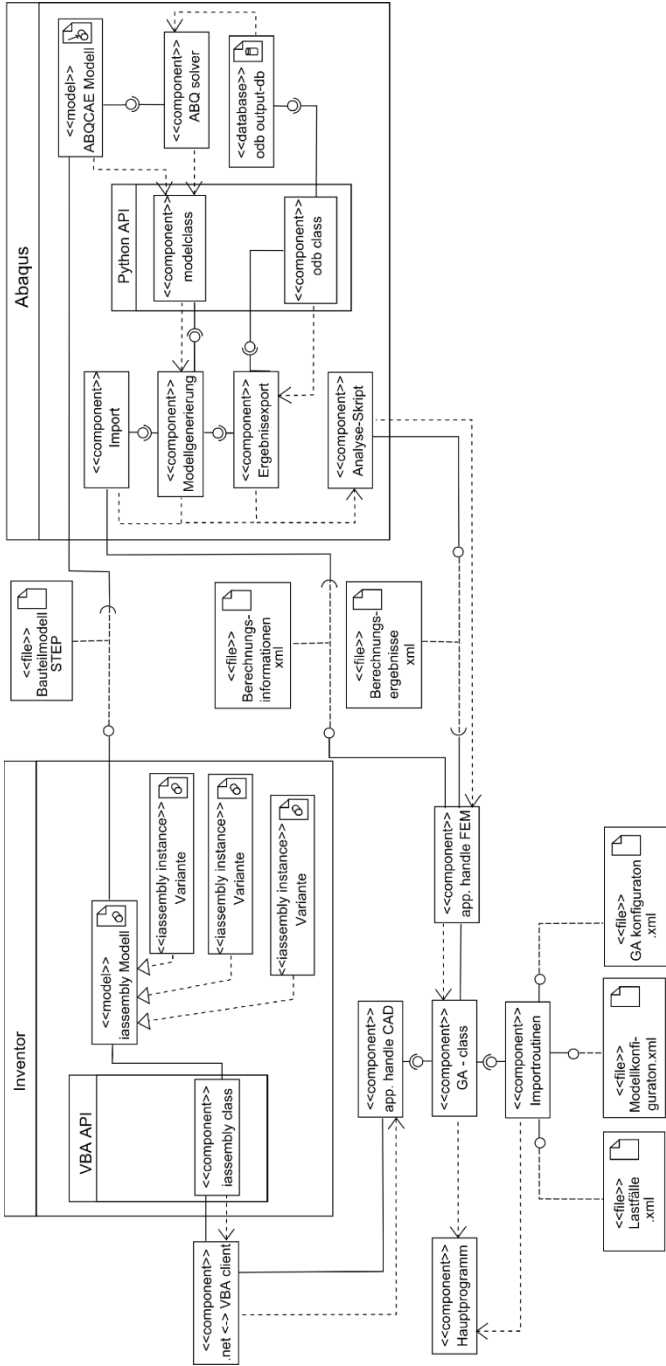 Abaqus
<<model>>
ABQCAE Modell
<<component>>
ABQ solver
<<database>>
odb output-db
Python API
<<component>>
modelclass
<<component>>
odb class
<<component>>
Import
<<component>>
Modellgenerierung
<<component>>
Ergebnisexport
<<component>>
Analyse-Skript
<<file>>
Bauteilmodell
STEP
<<file>>
Berechnungs-
informationen
xml
<<file>>
Berechnungs-
ergebnisse
xml
Inventor
<<model>>
iassembly Modell
<<iassembly instance>>
Variante
<<iassembly instance>>
Variante
<<iassembly instance>>
Variante
VBA API
<<component>>
iassembly class
<<component>>
.net <-> VBA client
<<component>>
app. handle CAD
<<component>>
app. handle FEM
<<component>>
GA - class
<<component>>
Importroutinen
<<component>>
Hauptprogramm
<<file>>
GA konfiguraton
.xml
<<file>>
Modellkonfi-
guraton.xml
<<file>>
Lastfälle
.xml